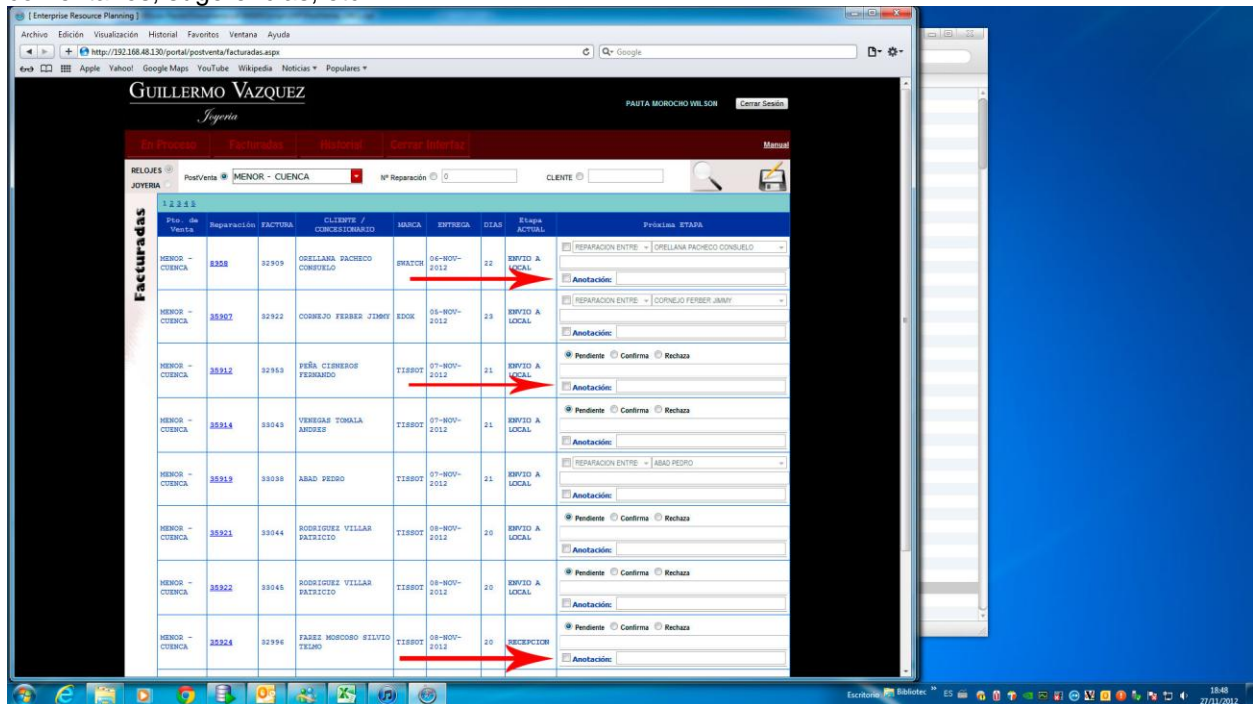 [ Enterprise Resource Planning ]
Archivo Edición Visualización Historial Favoritos Ventana Ayuda
http://192.168.48.130/portal/postventa/facturadas.aspx
Google
Apple Yahoo! Google Maps YouTube Wikipedia Noticias Populares
GUILLERMO VAZQUEZ
Joyería
PAUTA MOROCHO WILSON
Cerrar Sesión
En Proceso Facturadas Historial Cerrar Interfaz
Manual
RELOJES
JOYERIA
PostVenta MENOR - CUENCA Nº Reparación 0 CLIENTE
Facturadas
1 2 3 4 5
Pto. de Venta Reparación FACTURA CLIENTE / CONCESIONARIO MARCA ENTREGA DIAS Etapa ACTUAL Próxima ETAPA
MENOR - CUENCA 8958 32909 ORELLANA PACHECO CONSUELO SWATCH 06-NOV-2012 22 ENVIO A LOCAL REPARACION ENTRE ORELLANA PACHECO CONSUELO
Anotación:
MENOR - CUENCA 35907 32922 CORNEJO FERBER JIMMY EDOX 05-NOV-2012 23 ENVIO A LOCAL REPARACION ENTRE CORNEJO FERBER JIMMY
Anotación:
MENOR - CUENCA 35912 32953 PEÑA CISNEROS FERNANDO TISSOT 07-NOV-2012 21 ENVIO A LOCAL Pendiente Confirma Rechaza
Anotación:
MENOR - CUENCA 35914 33043 VENEGAS TOMALA ANDRES TISSOT 07-NOV-2012 21 ENVIO A LOCAL Pendiente Confirma Rechaza
Anotación:
MENOR - CUENCA 35919 33038 ABAD PEDRO TISSOT 07-NOV-2012 21 ENVIO A LOCAL REPARACION ENTRE ABAD PEDRO
Anotación:
MENOR - CUENCA 35921 33044 RODRIGUEZ VILLAR PATRICIO TISSOT 08-NOV-2012 20 ENVIO A LOCAL Pendiente Confirma Rechaza
Anotación:
MENOR - CUENCA 35922 33045 RODRIGUEZ VILLAR PATRICIO TISSOT 08-NOV-2012 20 ENVIO A LOCAL Pendiente Confirma Rechaza
Anotación:
MENOR - CUENCA 35924 32996 FAREZ MOSCOSO SILVIO TELMO TISSOT 08-NOV-2012 20 RECEPCION Pendiente Confirma Rechaza
Anotación:
Escritorio Bibliotec » ES 18:48
27/11/2012